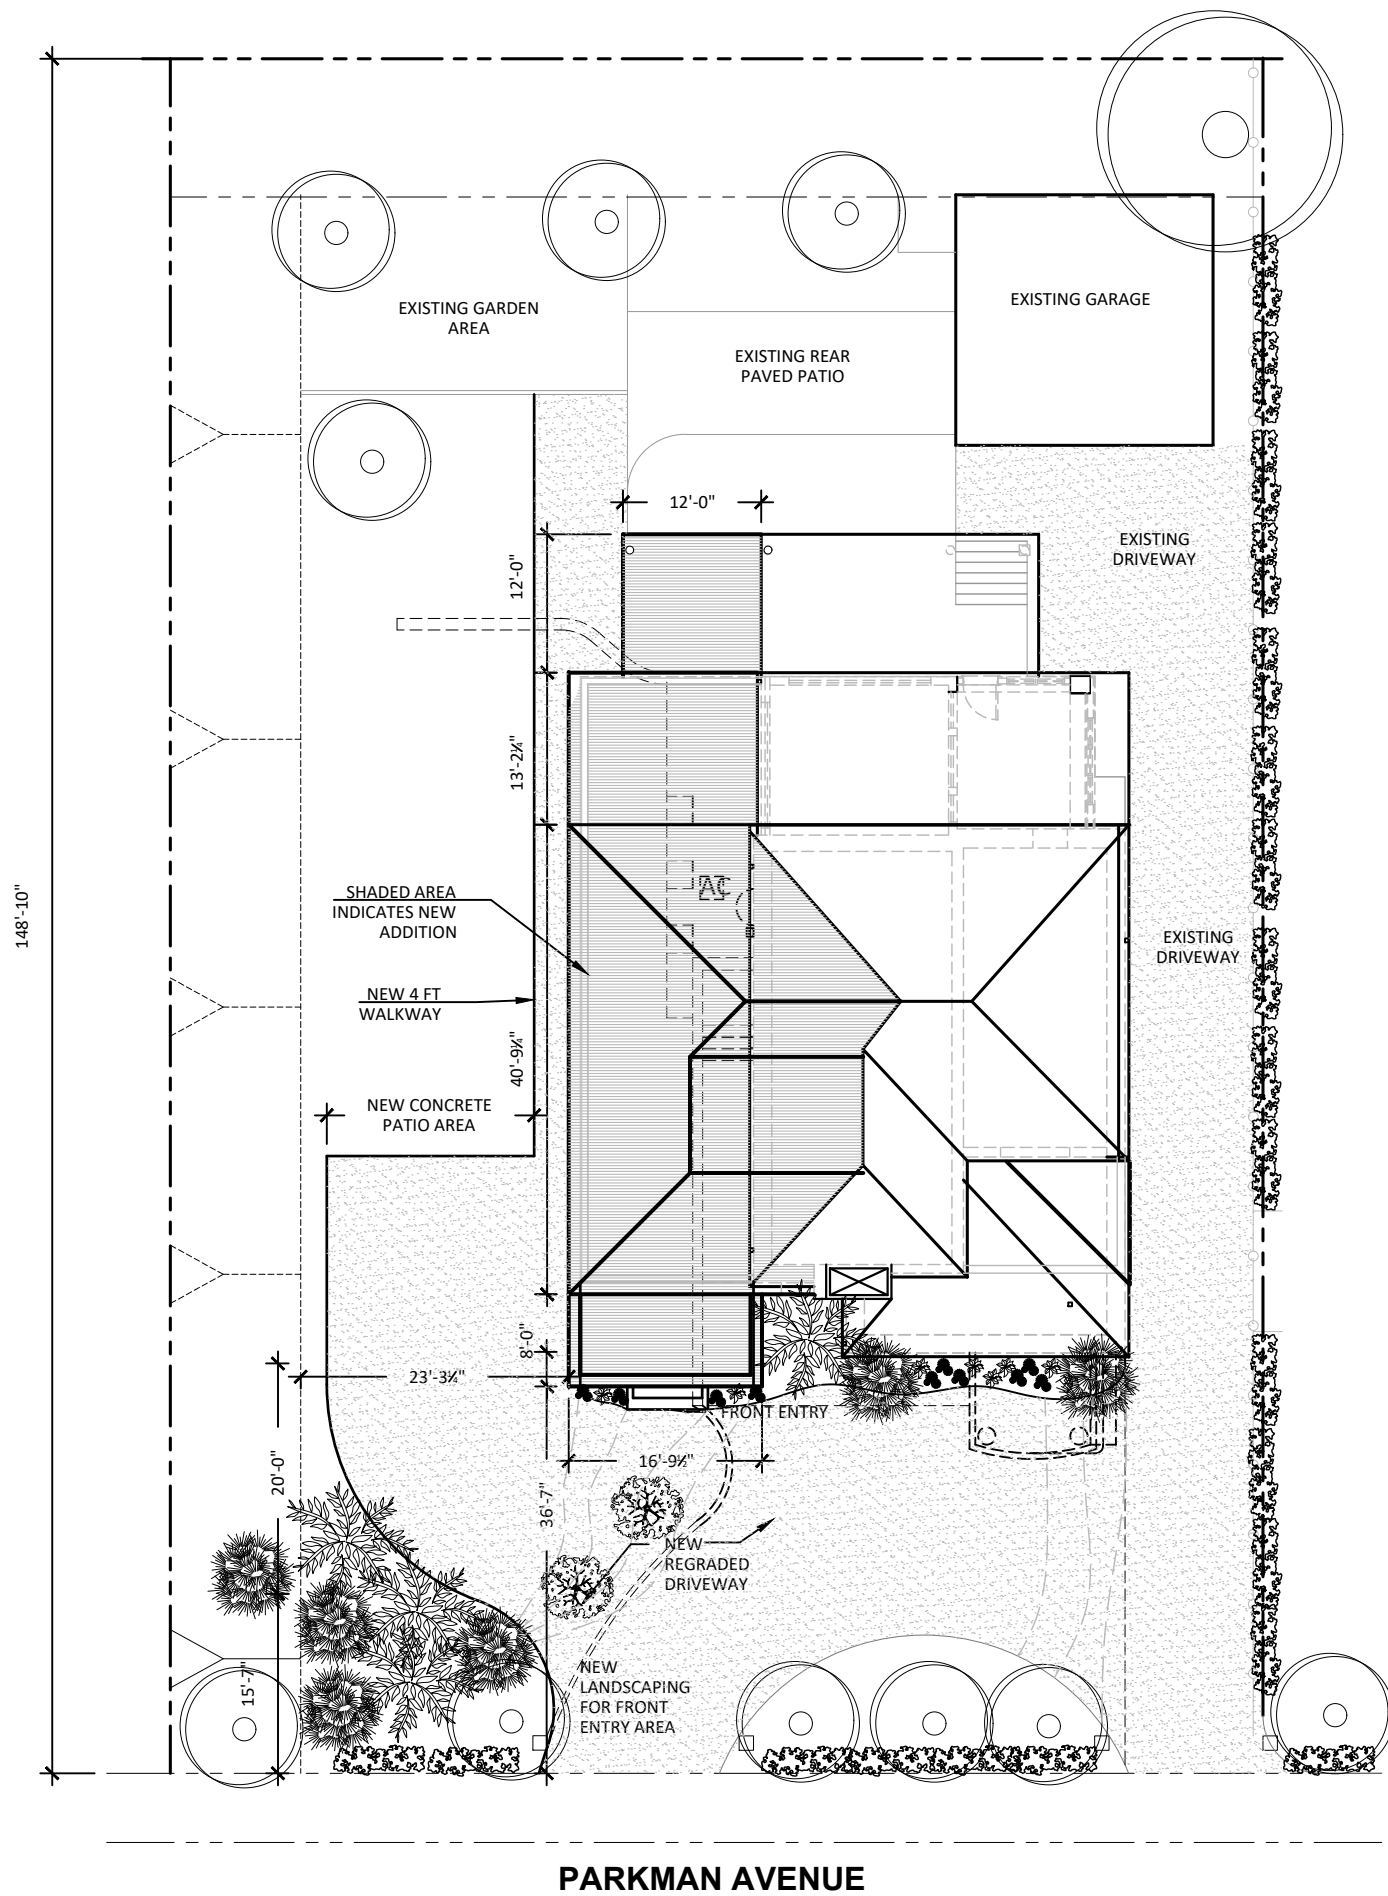 EXISTING GARDEN
AREA
EXISTING GARAGE
EXISTING REAR
PAVED PATIO
12'-0"
EXISTING
DRIVEWAY
12'-0"
13'-2¼"
148'-10"
SHADED AREA
INDICATES NEW
ADDITION
AC
EXISTING
DRIVEWAY
NEW 4 FT
WALKWAY
40'-9¼"
NEW CONCRETE
PATIO AREA
8'-0"
23'-3¼"
FRONT ENTRY
16'-9½"
20'-0"
36'-7"
NEW
REGRADED
DRIVEWAY
15'-7"
NEW
LANDSCAPING
FOR FRONT
ENTRY AREA
PARKMAN AVENUE